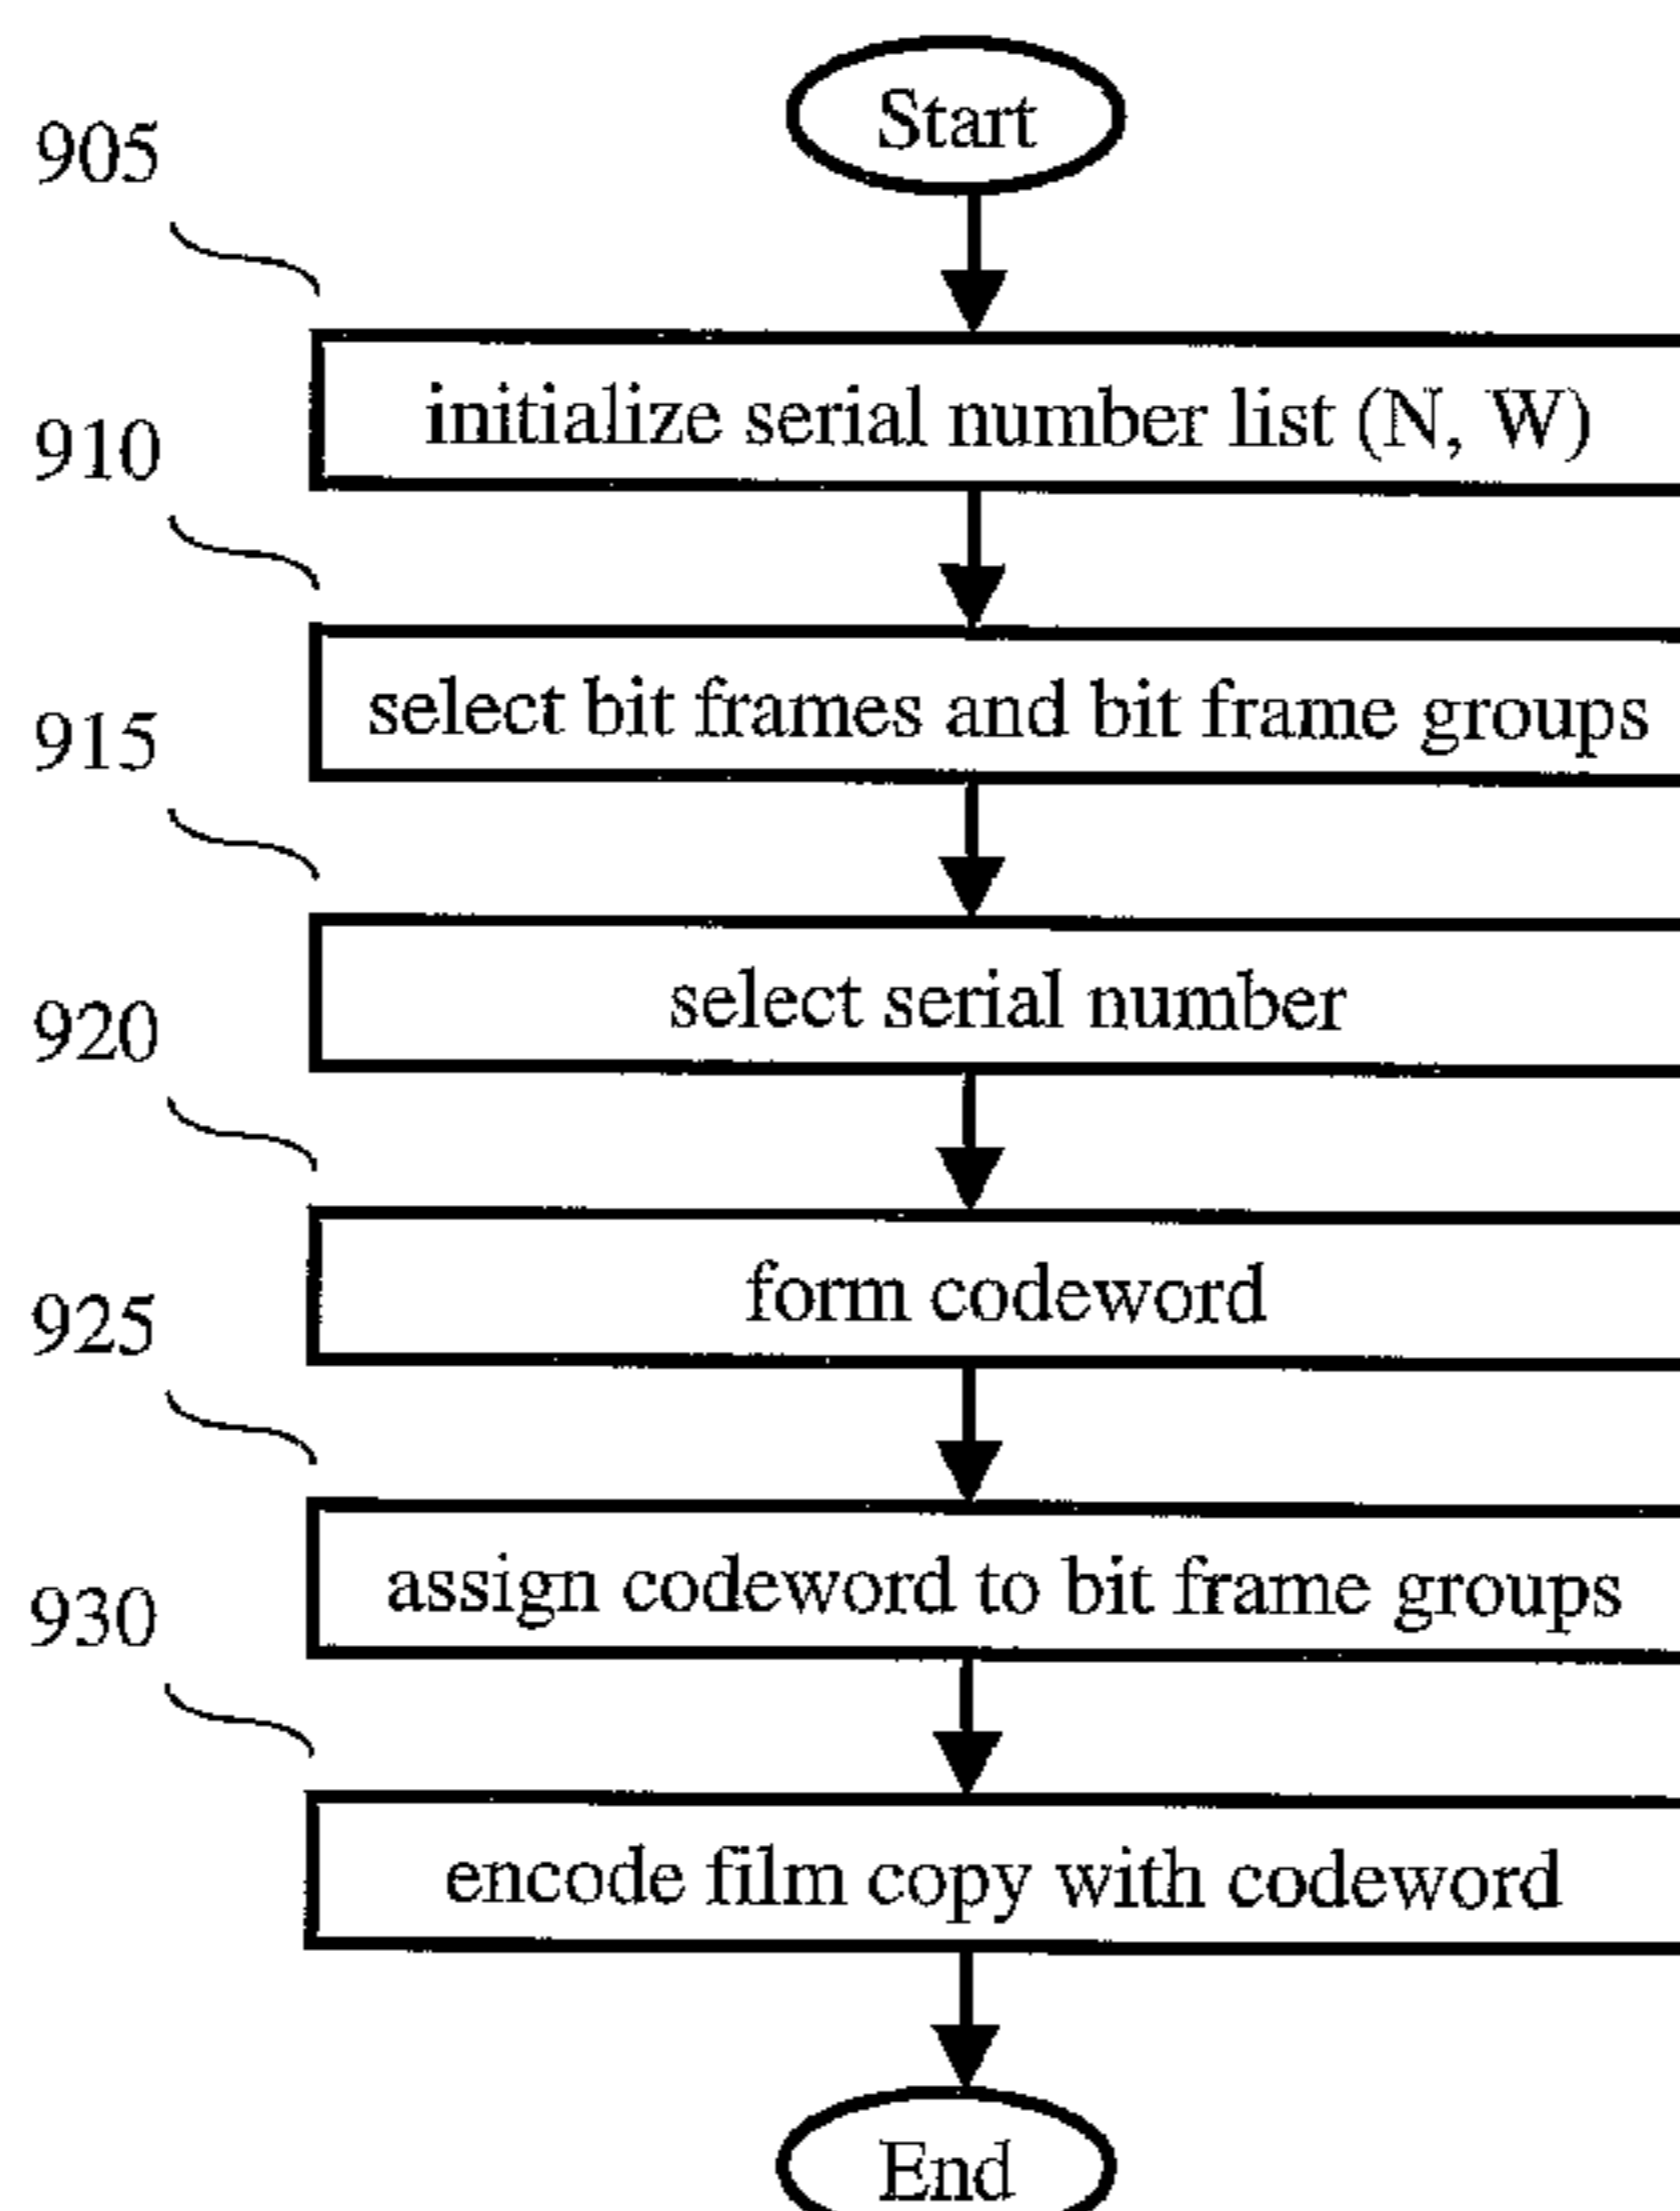 Start
905
initialize serial number list (N, W)
910
select bit frames and bit frame groups
915
select serial number
920
form codeword
925
assign codeword to bit frame groups
930
encode film copy with codeword
End